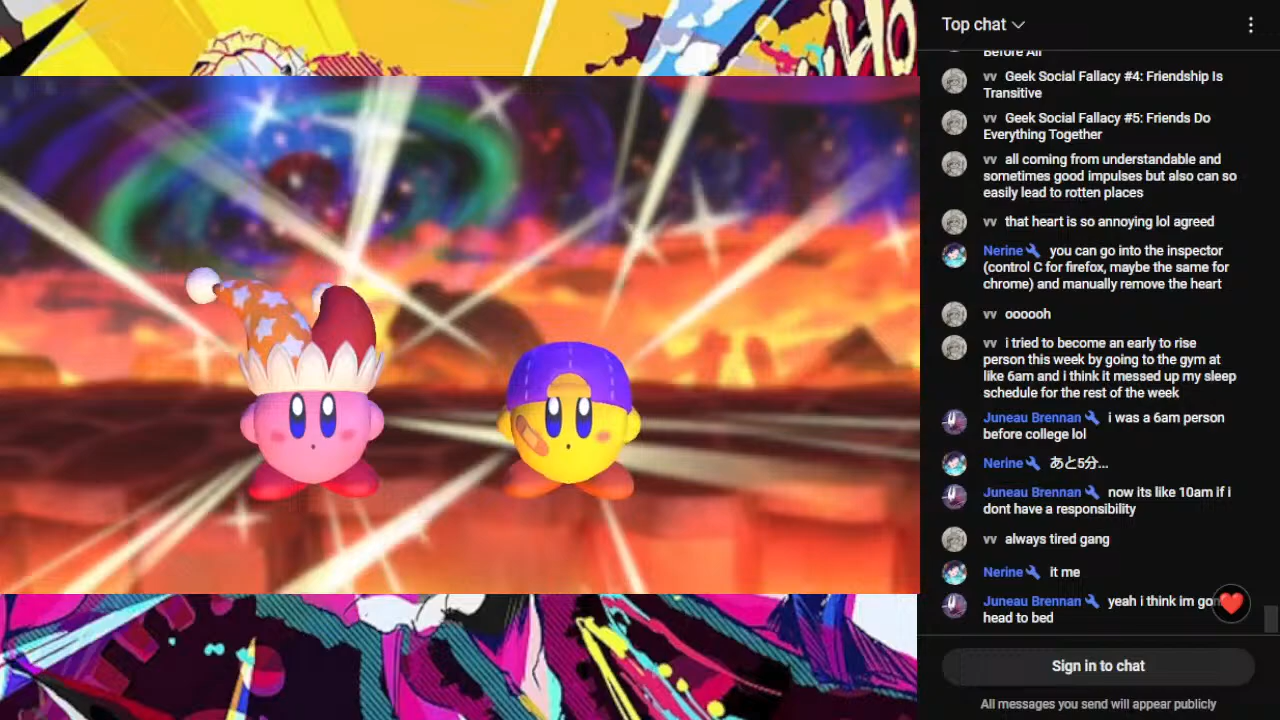 Top chat
Before All
vv Geek Social Fallacy #4: Friendship Is
Transitive
vv Geek Social Fallacy #5: Friends Do
Everything Together
vv all coming from understandable and
sometimes good impulses but also can so
easily lead to rotten places
vv that heart is so annoying lol agreed
Nerine you can go into the inspector
(control C for firefox, maybe the same for
chrome) and manually remove the heart
vv oooooh
vv i tried to become an early to rise
person this week by going to the gym at
like 6am and i think it messed up my sleep
schedule for the rest of the week
Juneau Brennan i was a 6am person
before college lol
Nerine あと5分...
Juneau Brennan now its like 10am if i
dont have a responsibility
vv always tired gang
Nerine it me
Juneau Brennan yeah i think im
head to bed
Sign in to chat
All messages you send will appear publicly